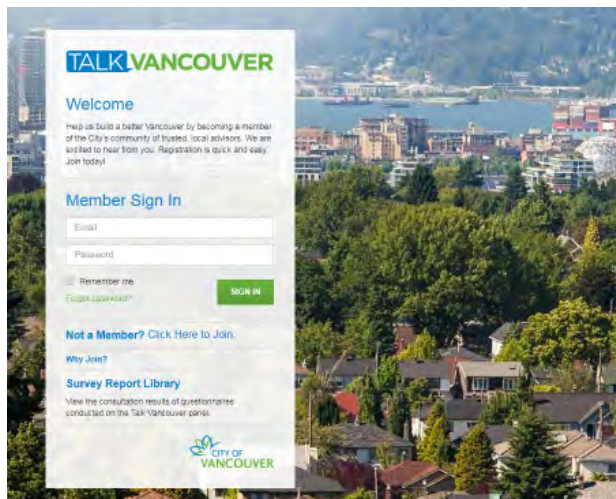 TALK VANCOUVER
Welcome
Help us build a better Vancouver by becoming a member
of the City's community of trusted, local advisors. We are
excited to hear from you. Registration is quick and easy.
Join today!
Member Sign In
Email
Password
Remember me
Forgot password?
SIGN IN
Not a Member? Click Here to Join.
Why Join?
Survey Report Library
View the consultation results of questionnaires
conducted on the Talk Vancouver panel.
CITY OF
VANCOUVER